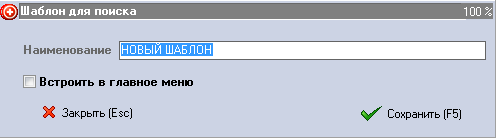 Шаблон для поиска 100 %
Наименование НОВЫЙ ШАБЛОН
Встроить в главное меню
Закрыть (Esc) Сохранить (F5)